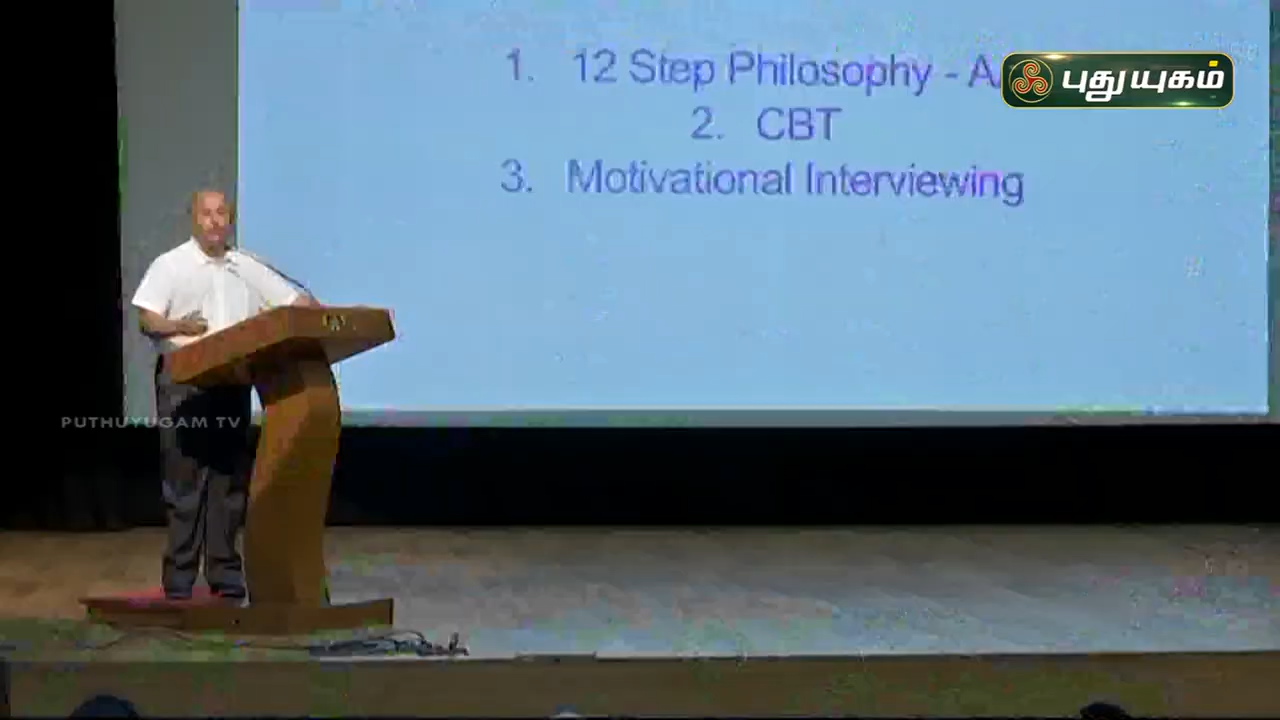 1. 12 Step Philosophy - A
புதுயுகம்
2. CBT
3. Motivational Interviewing
PUTHUYUGAM TV